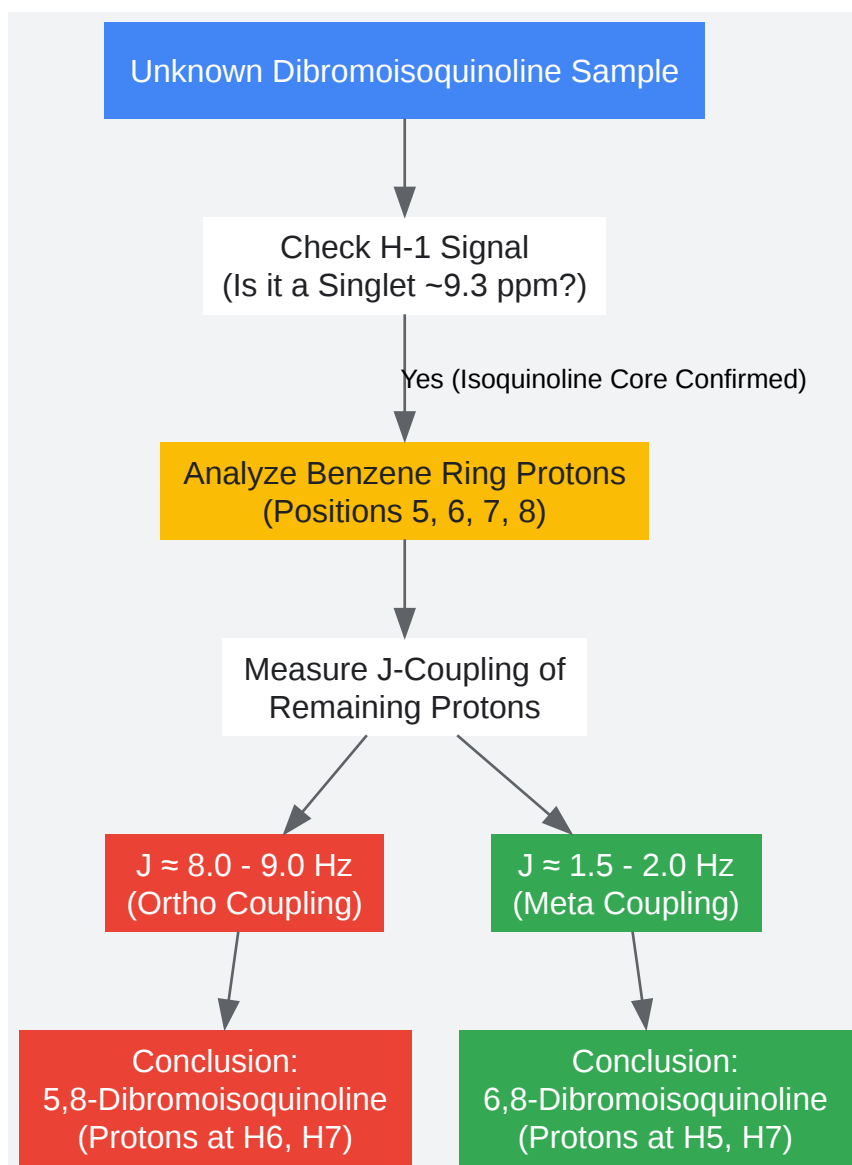 Unknown Dibromoisoquinoline Sample
Check H-1 Signal
(Is it a Singlet ~9.3 ppm?)
Yes (Isoquinoline Core Confirmed)
Analyze Benzene Ring Protons
(Positions 5, 6, 7, 8)
Measure J-Coupling of
Remaining Protons
J ≈ 8.0 - 9.0 Hz
(Ortho Coupling)
J ≈ 1.5 - 2.0 Hz
(Meta Coupling)
Conclusion:
5,8-Dibromoisoquinoline
(Protons at H6, H7)
Conclusion:
6,8-Dibromoisoquinoline
(Protons at H5, H7)